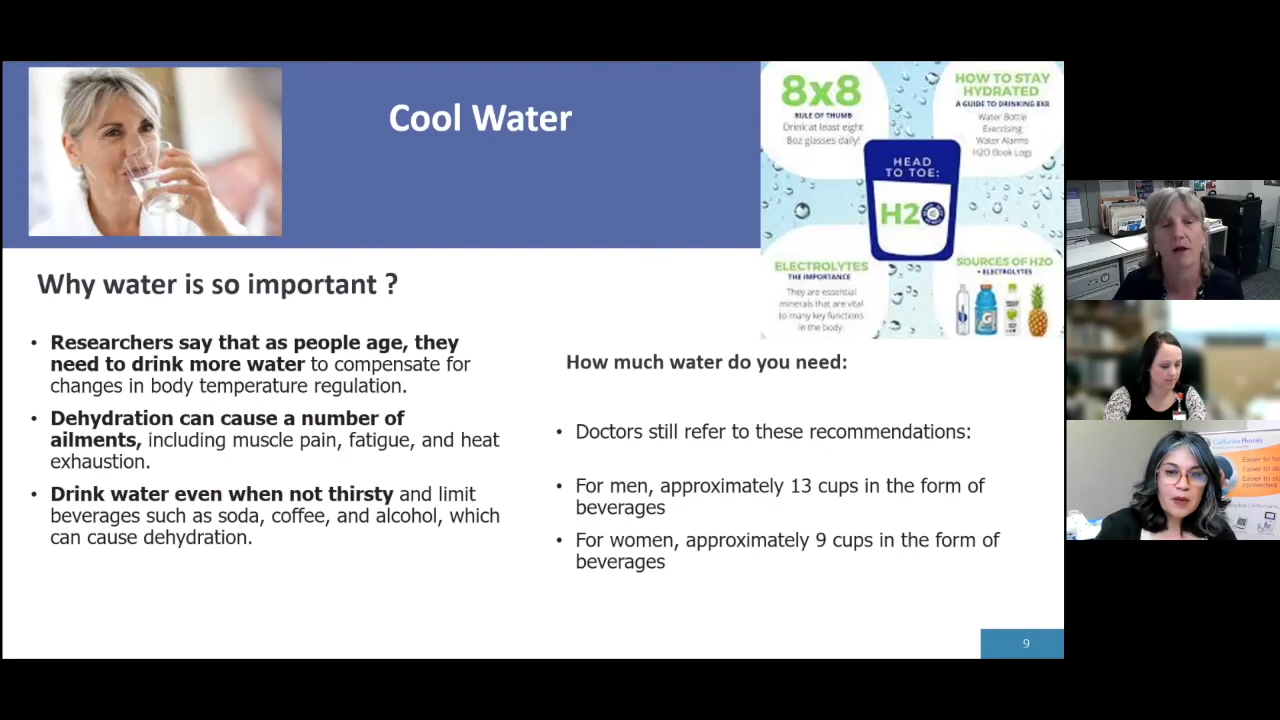 Cool Water
8x8
RULE OF THUMB
Drink at least eight
8oz glasses daily!
HOW TO STAY
HYDRATED
A GUIDE TO DRINKING 8X8
Water Bottle
Exercising
Water Alarms
H2O Book Logs
HEAD
TO TOE:
H2O
ELECTROLYTES
THE IMPORTANCE
They are essential
minerals that are vital
to many key functions
in the body.
SOURCES OF H2O
+ ELECTROLYTES
Why water is so important ?
• Researchers say that as people age, they
need to drink more water to compensate for
changes in body temperature regulation.
• Dehydration can cause a number of
ailments, including muscle pain, fatigue, and heat
exhaustion.
• Drink water even when not thirsty and limit
beverages such as soda, coffee, and alcohol, which
can cause dehydration.
How much water do you need:
• Doctors still refer to these recommendations:
• For men, approximately 13 cups in the form of
beverages
• For women, approximately 9 cups in the form of
beverages
9
California Phones
Easier to
Easier to
connected.